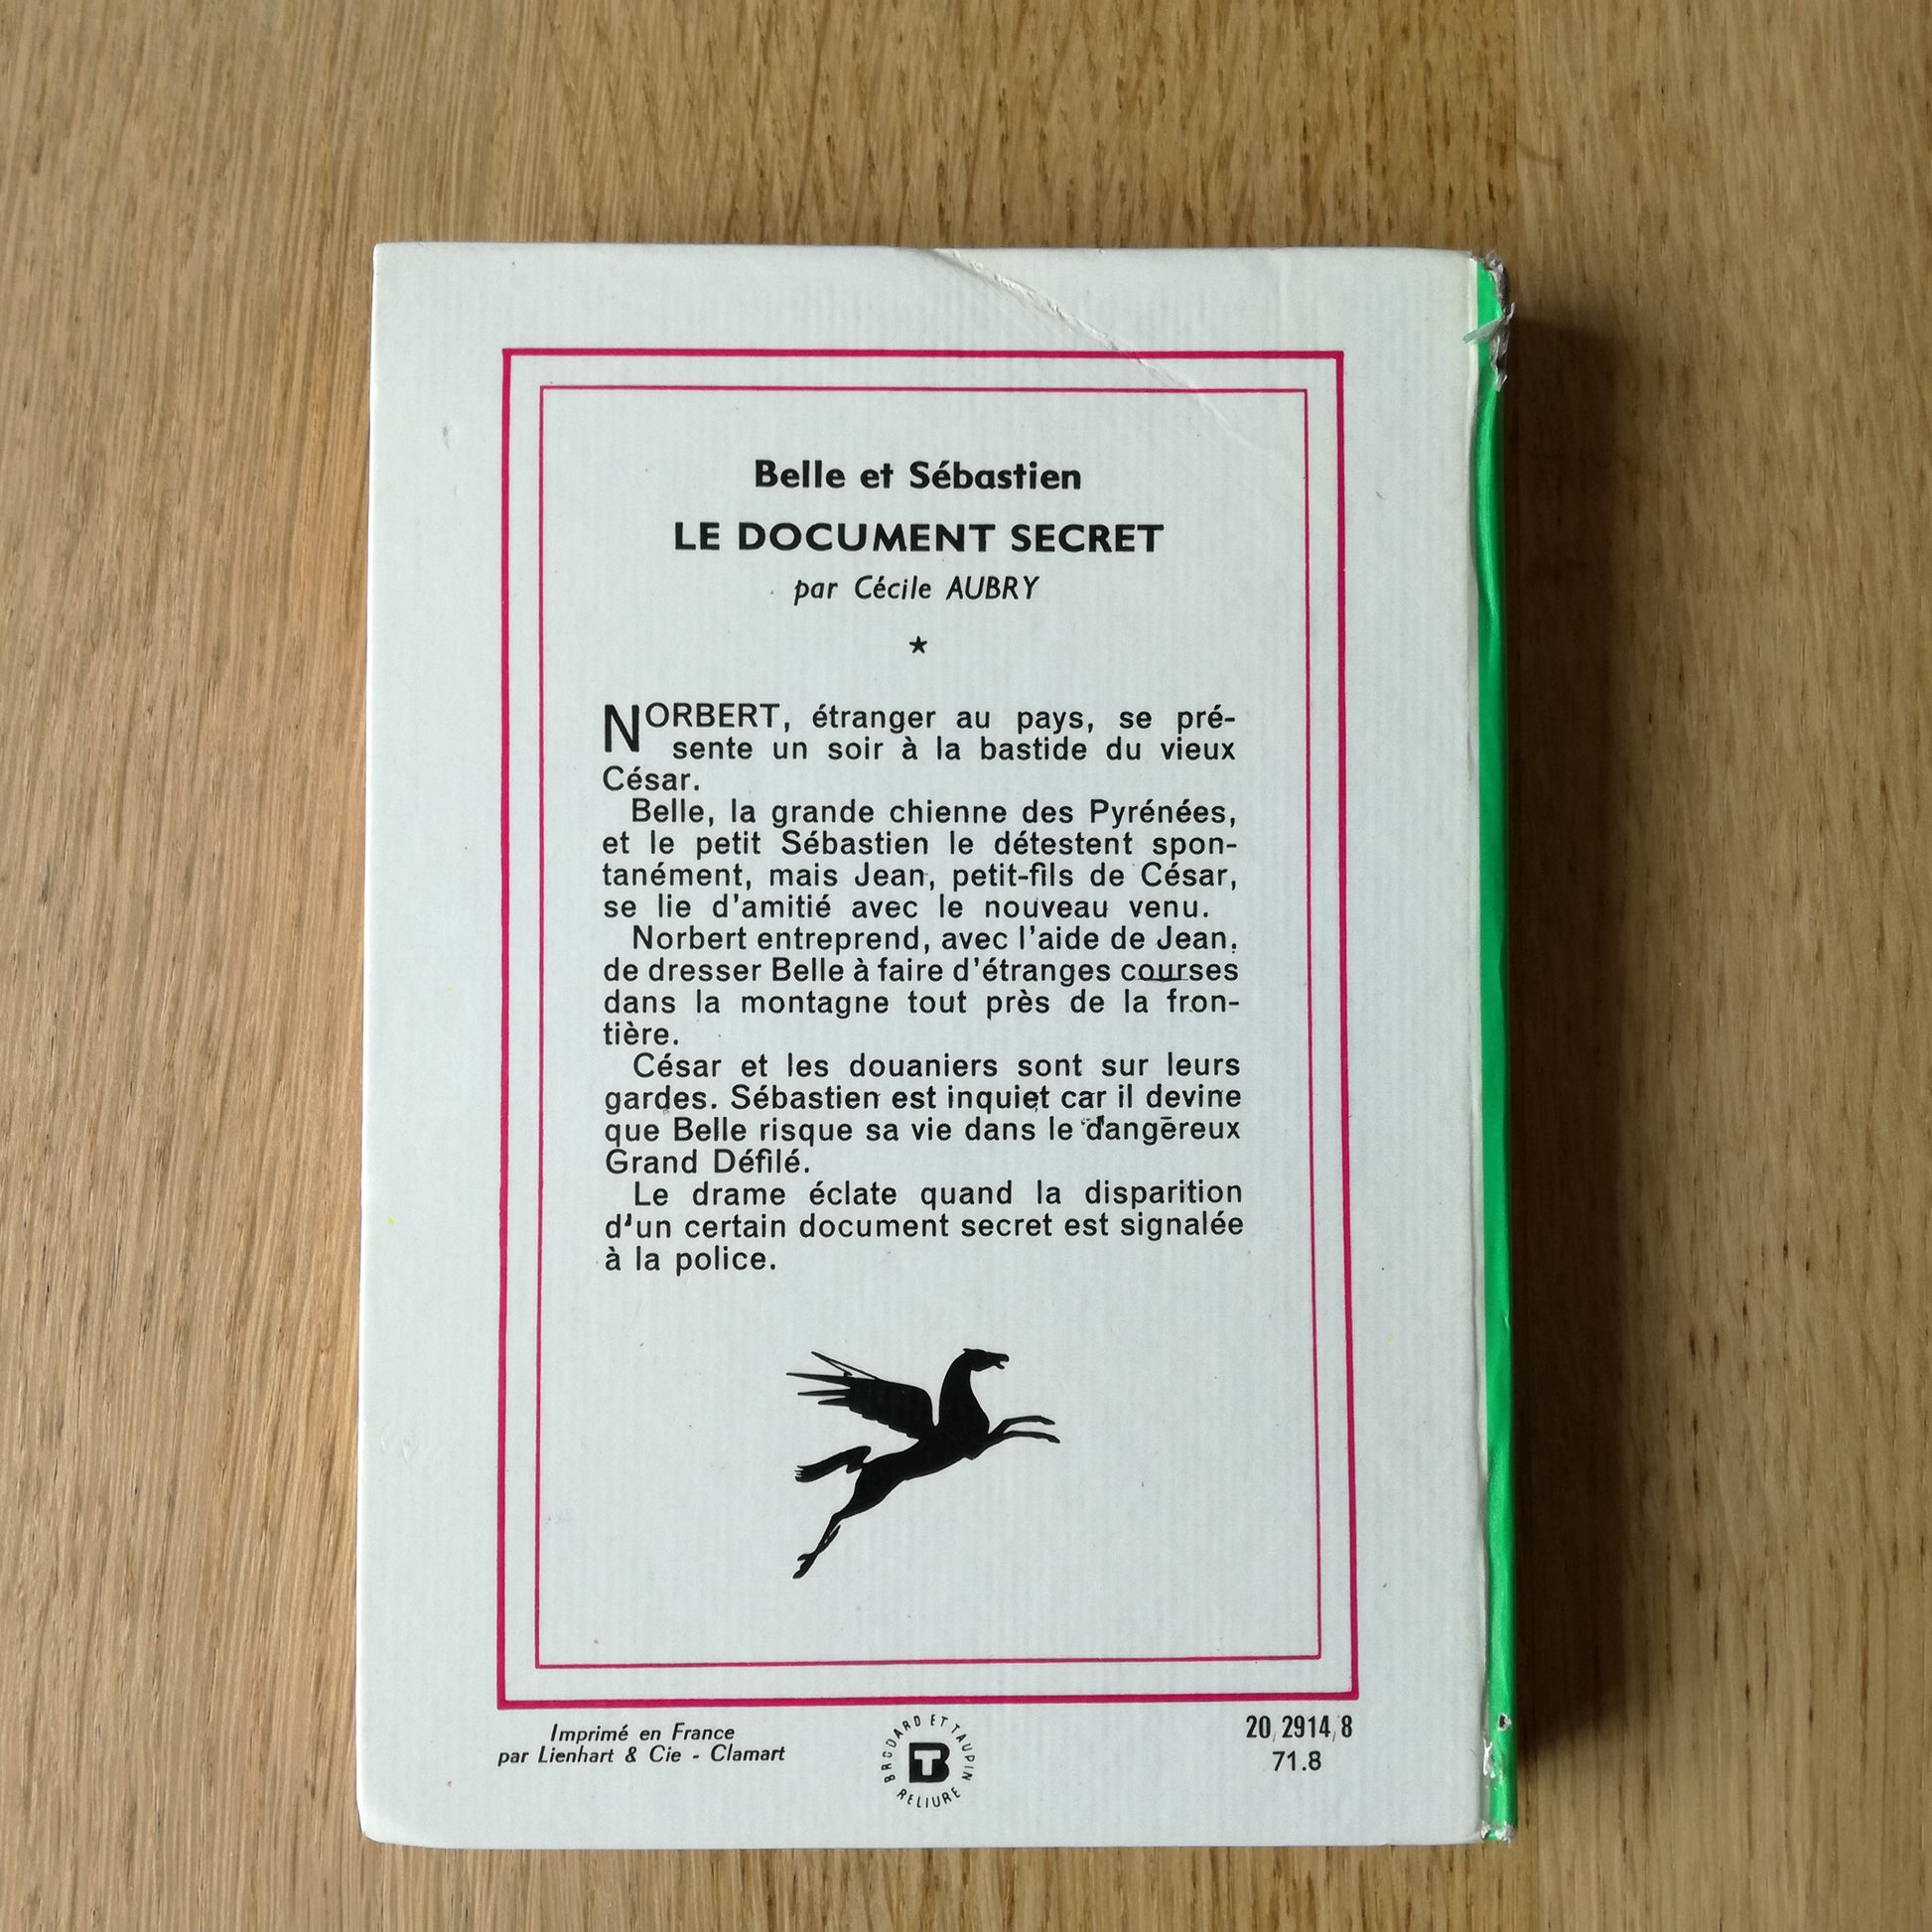 Belle et Sébastien
LE DOCUMENT SECRET
par Cécile AUBRY
★
NORBERT, étranger au pays, se pré-
sente un soir à la bastide du vieux
César.
Belle, la grande chienne des Pyrénées,
et le petit Sébastien le détestent spon-
tanément, mais Jean, petit-fils de César,
se lie d'amitié avec le nouveau venu.
Norbert entreprend, avec l'aide de Jean,
de dresser Belle à faire d'étranges courses
dans la montagne tout près de la fron-
tière.
César et les douaniers sont sur leurs
gardes. Sébastien est inquiet car il devine
que Belle risque sa vie dans le dangereux
Grand Défilé.
Le drame éclate quand la disparition
d'un certain document secret est signalée
à la police.
Imprimé en France
par Lienhart & Cie - Clamart
BRODARD ET TAUPIN
BT
RELIURE
20.2914.8
71.8